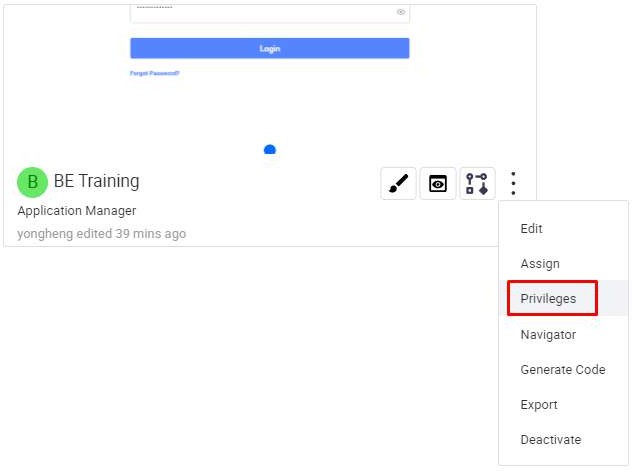 Login
Forgot Password?
B
BE Training
Application Manager
yongheng edited 39 mins ago
Edit
Assign
Privileges
Navigator
Generate Code
Export
Deactivate